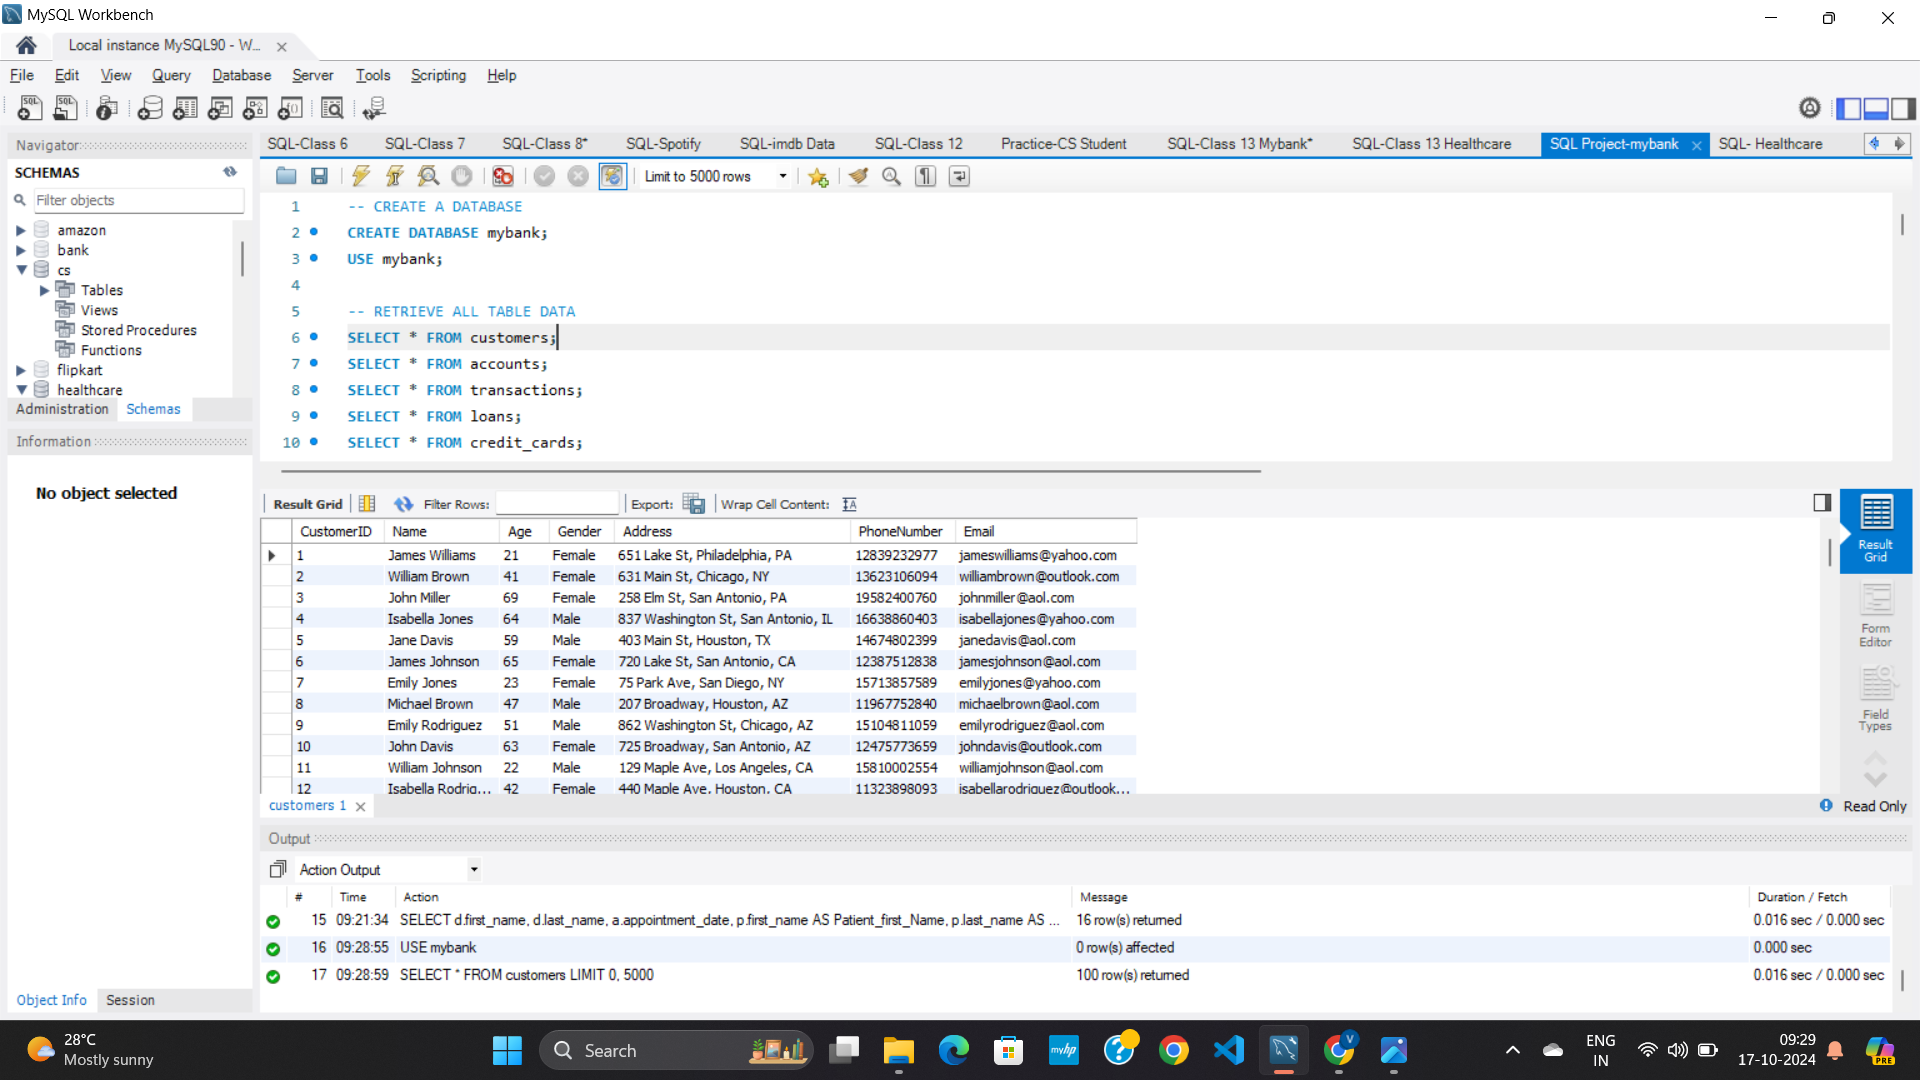 MySQL Workbench
Local instance MySQL90 - W...
File Edit View Query Database Server Tools Scripting Help
Navigator
SCHEMAS
Filter objects
amazon
bank
cs
Tables
Views
Stored Procedures
Functions
flipkart
healthcare
Administration Schemas
Information
No object selected
Object Info Session
SQL-Class 6 SQL-Class 7 SQL-Class 8* SQL-Spotify SQL-imdb Data SQL-Class 12 Practice-CS Student SQL-Class 13 Mybank* SQL-Class 13 Healthcare SQL Project-mybank SQL- Healthcare
Limit to 5000 rows
1 -- CREATE A DATABASE
2 CREATE DATABASE mybank;
3 USE mybank;
4
5 -- RETRIEVE ALL TABLE DATA
6 SELECT * FROM customers;
7 SELECT * FROM accounts;
8 SELECT * FROM transactions;
9 SELECT * FROM loans;
10 SELECT * FROM credit_cards;
Result Grid Filter Rows: Export: Wrap Cell Content:
CustomerID Name Age Gender Address PhoneNumber Email
1 James Williams 21 Female 651 Lake St, Philadelphia, PA 12839232977 jameswilliams@yahoo.com
2 William Brown 41 Female 631 Main St, Chicago, NY 13623106094 williambrown@outlook.com
3 John Miller 69 Female 258 Elm St, San Antonio, PA 19582400760 johnmiller@aol.com
4 Isabella Jones 64 Male 837 Washington St, San Antonio, IL 16638860403 isabellajones@yahoo.com
5 Jane Davis 59 Male 403 Main St, Houston, TX 14674802399 janedavis@aol.com
6 James Johnson 65 Female 720 Lake St, San Antonio, CA 12387512838 jamesjohnson@aol.com
7 Emily Jones 23 Female 75 Park Ave, San Diego, NY 15713857589 emilyjones@yahoo.com
8 Michael Brown 47 Male 207 Broadway, Houston, AZ 11967752840 michaelbrown@aol.com
9 Emily Rodriguez 51 Male 862 Washington St, Chicago, AZ 15104811059 emilyrodriguez@aol.com
10 John Davis 63 Female 725 Broadway, San Antonio, AZ 12475773659 johndavis@outlook.com
11 William Johnson 22 Male 129 Maple Ave, Los Angeles, CA 15810002554 williamjohnson@aol.com
12 Isabella Rodrig... 42 Female 440 Maple Ave, Houston, CA 11323898093 isabellarodriguez@outlook...
Result
Grid
Form
Editor
Field
Types
customers 1
Read Only
Output
Action Output
# Time Action Message Duration / Fetch
15 09:21:34 SELECT d.first_name, d.last_name, a.appointment_date, p.first_name AS Patient_first_Name, p.last_name AS ... 16 row(s) returned 0.016 sec / 0.000 sec
16 09:28:55 USE mybank 0 row(s) affected 0.000 sec
17 09:28:59 SELECT * FROM customers LIMIT 0, 5000 100 row(s) returned 0.016 sec / 0.000 sec
28°C
Mostly sunny
Search
myhp
V
ENG
IN
09:29
17-10-2024
PRE